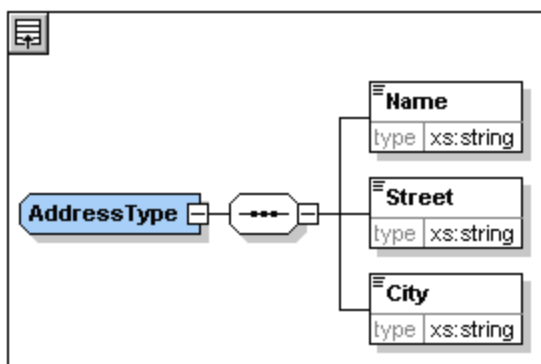 Name
type xs:string
AddressType
Street
type xs:string
City
type xs:string